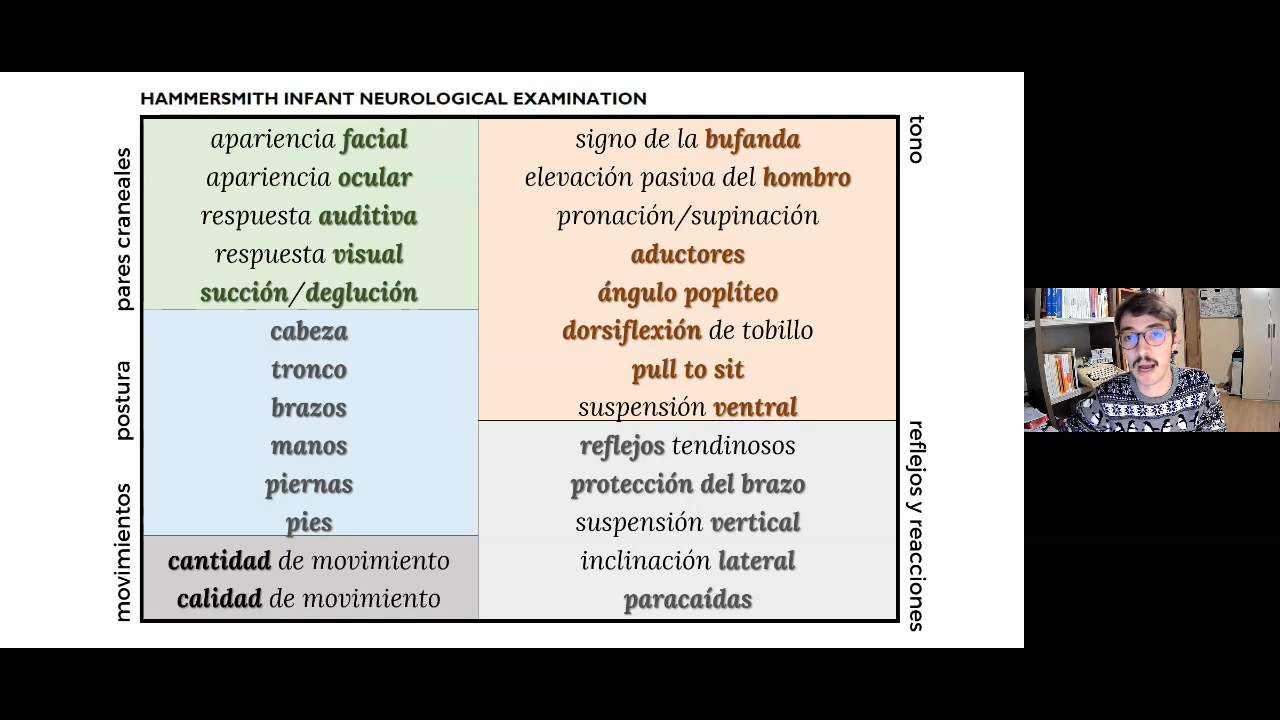 HAMMERSMITH INFANT NEUROLOGICAL EXAMINATION
pares craneales
apariencia facial
apariencia ocular
respuesta auditiva
respuesta visual
succión/deglución
postura
cabeza
tronco
brazos
manos
piernas
pies
movimientos
cantidad de movimiento
calidad de movimiento
tono
signo de la bufanda
elevación pasiva del hombro
pronación/supinación
aductores
ángulo poplíteo
dorsiflexión de tobillo
pull to sit
suspensión ventral
reflejos y reacciones
reflejos tendinosos
protección del brazo
suspensión vertical
inclinación lateral
paracaídas